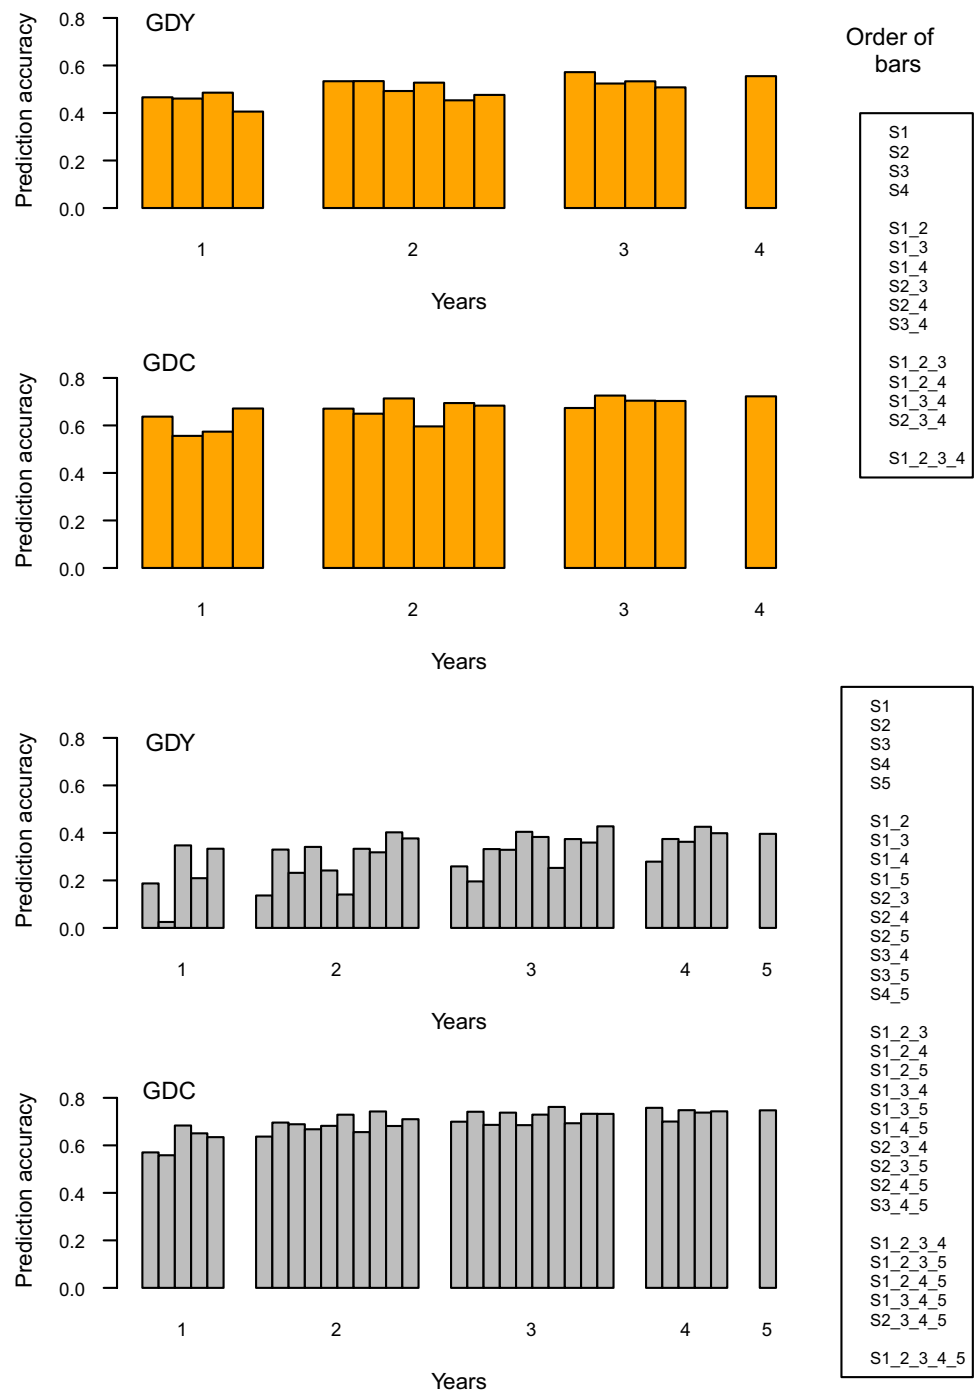 GDY
Prediction accuracy
0.8
0.6
0.4
0.2
0.0
1 2 3 4
Years
GDC
Prediction accuracy
0.8
0.6
0.4
0.2
0.0
1 2 3 4
Years
Order of
bars
S1
S2
S3
S4
S1_2
S1_3
S1_4
S2_3
S2_4
S3_4
S1_2_3
S1_2_4
S1_3_4
S2_3_4
S1_2_3_4
GDY
Prediction accuracy
0.8
0.6
0.4
0.2
0.0
1 2 3 4 5
Years
GDC
Prediction accuracy
0.8
0.6
0.4
0.2
0.0
1 2 3 4 5
Years
S1
S2
S3
S4
S5
S1_2
S1_3
S1_4
S1_5
S2_3
S2_4
S2_5
S3_4
S3_5
S4_5
S1_2_3
S1_2_4
S1_2_5
S1_3_4
S1_3_5
S1_4_5
S2_3_4
S2_3_5
S2_4_5
S3_4_5
S1_2_3_4
S1_2_3_5
S1_2_4_5
S1_3_4_5
S2_3_4_5
S1_2_3_4_5